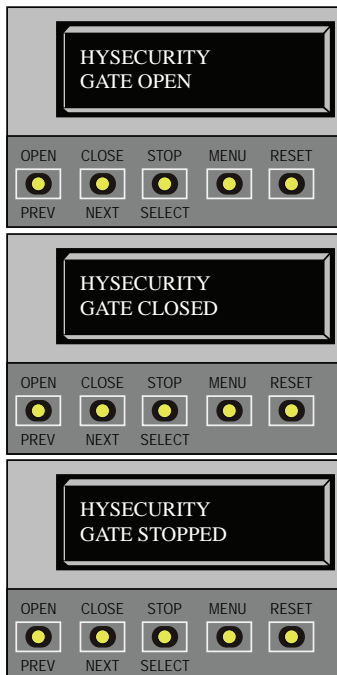 HYSECURITY
GATE OPEN
OPEN CLOSE STOP MENU RESET
PREV NEXT SELECT
HYSECURITY
GATE CLOSED
OPEN CLOSE STOP MENU RESET
PREV NEXT SELECT
HYSECURITY
GATE STOPPED
OPEN CLOSE STOP MENU RESET
PREV NEXT SELECT